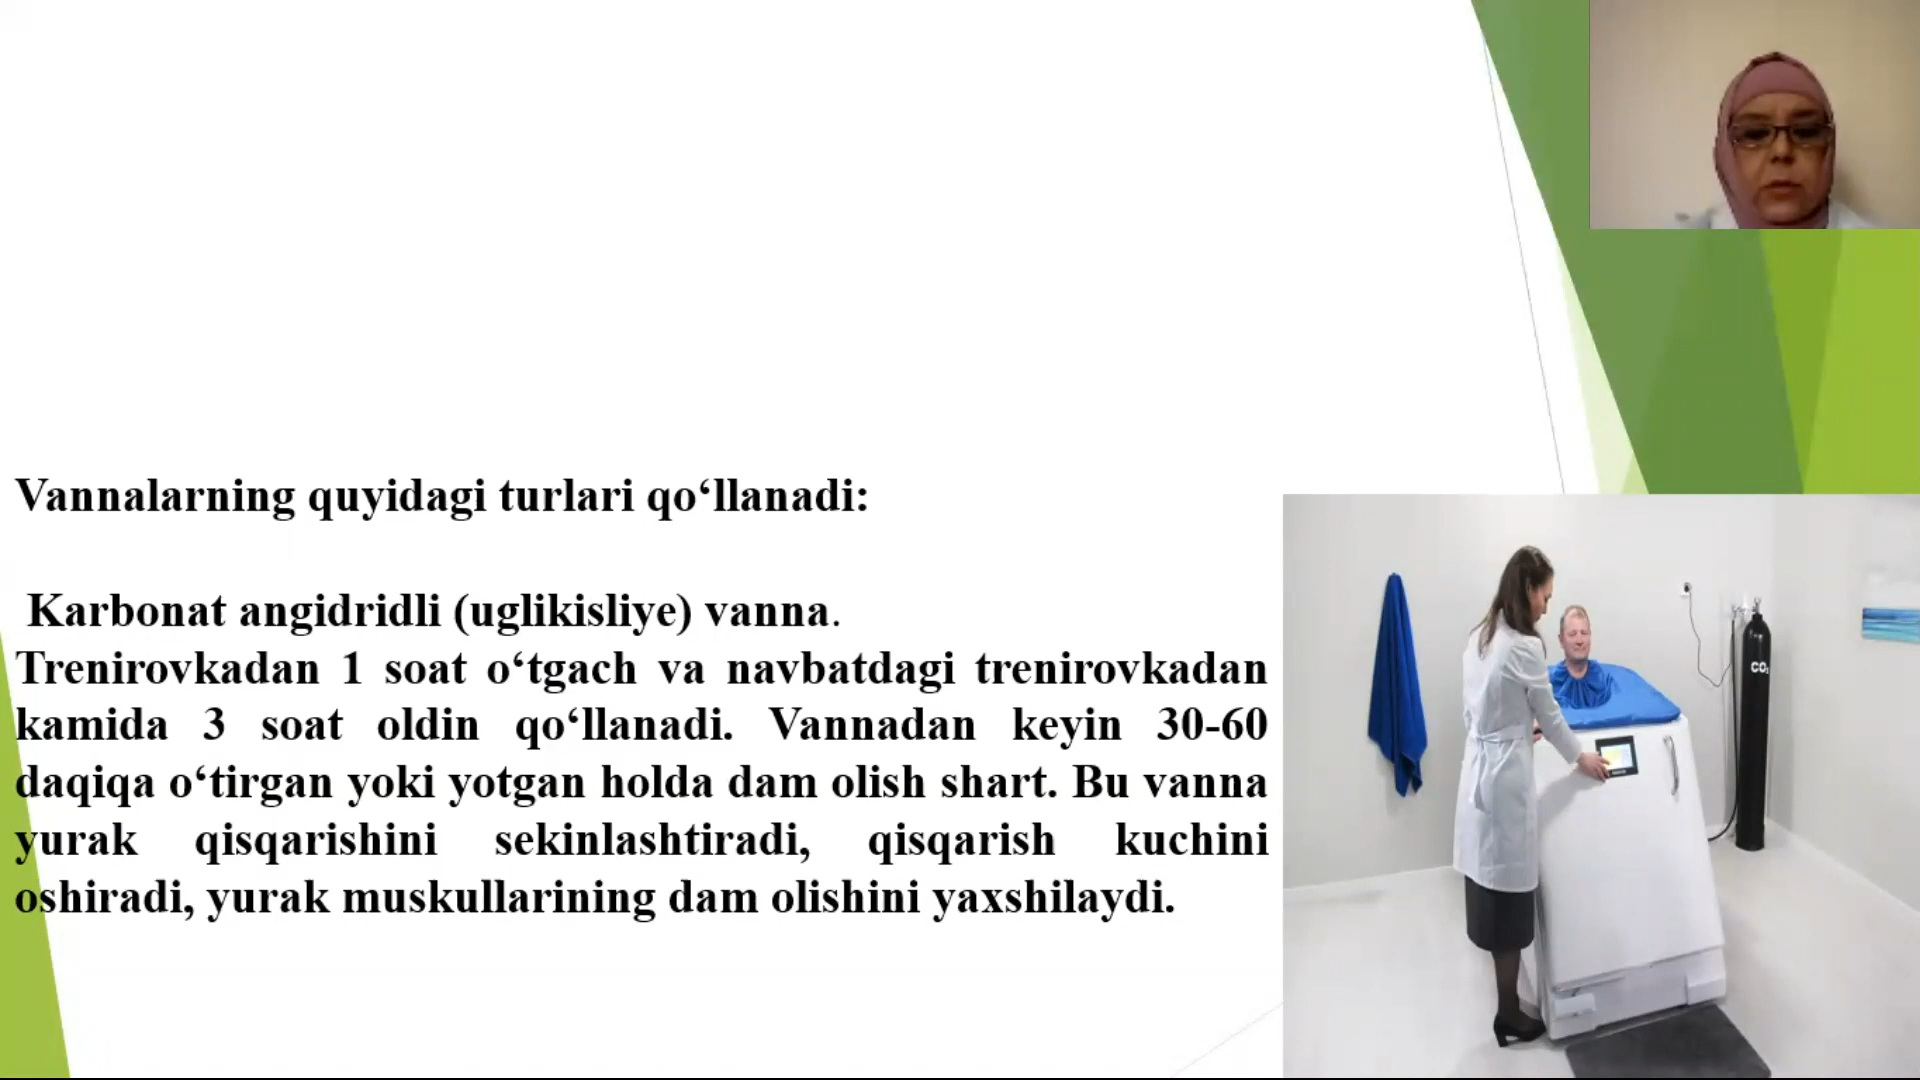 Vannalarning quyidagi turlari qo‘llanadi:
Karbonat angidridli (uglikisliye) vanna.
Trenirovkadan 1 soat o‘tgach va navbatdagi trenirovkadan
kamida 3 soat oldin qo‘llanadi. Vannadan keyin 30-60
daqiqa o‘tirgan yoki yotgan holda dam olish shart. Bu vanna
yurak qisqarishini sekinlashtiradi, qisqarish kuchini
oshiradi, yurak muskullarining dam olishini yaxshilaydi.
CO₂